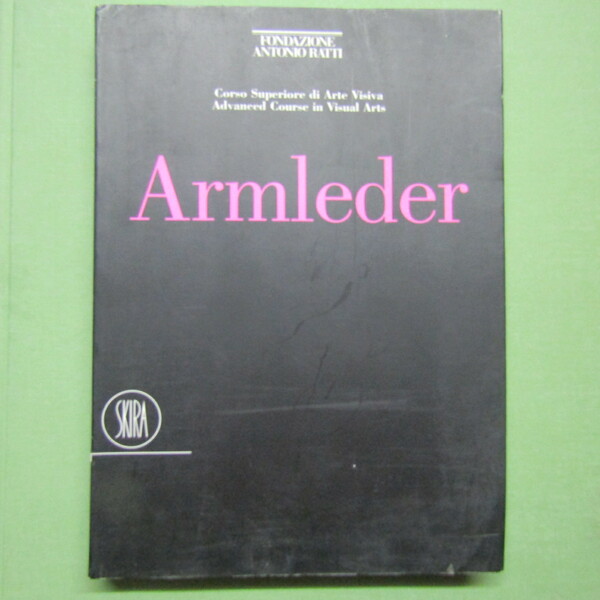 FONDAZIONE
ANTONIO RATTI
Corso Superiore di Arte Visiva
Advanced Course in Visual Arts
Armleder
SKIRA